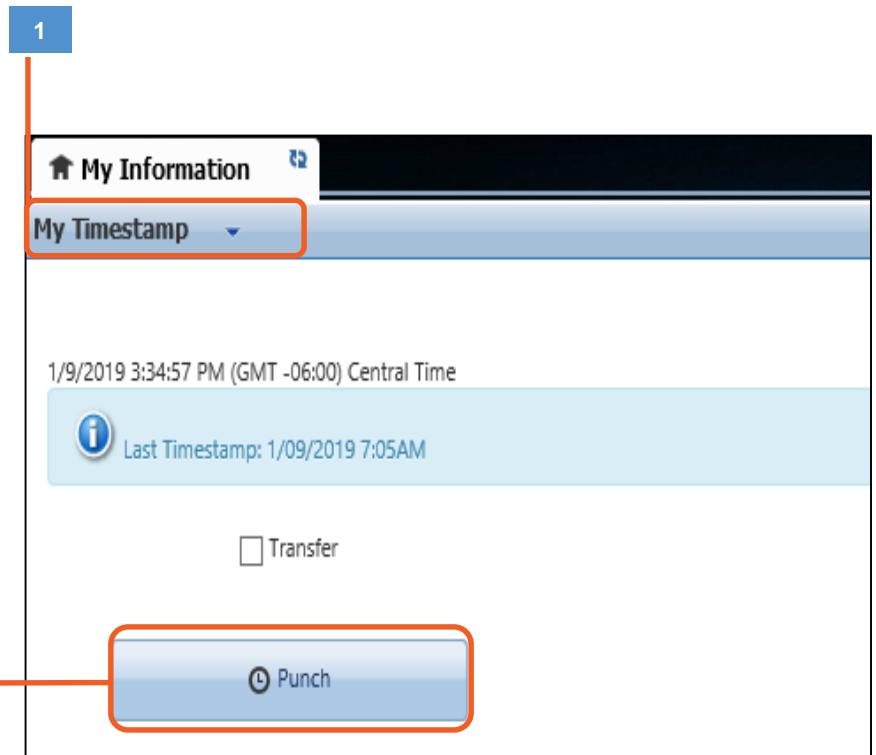 1
My Information
My Timestamp
1/9/2019 3:34:57 PM (GMT -06:00) Central Time
Last Timestamp: 1/09/2019 7:05AM
Transfer
Punch